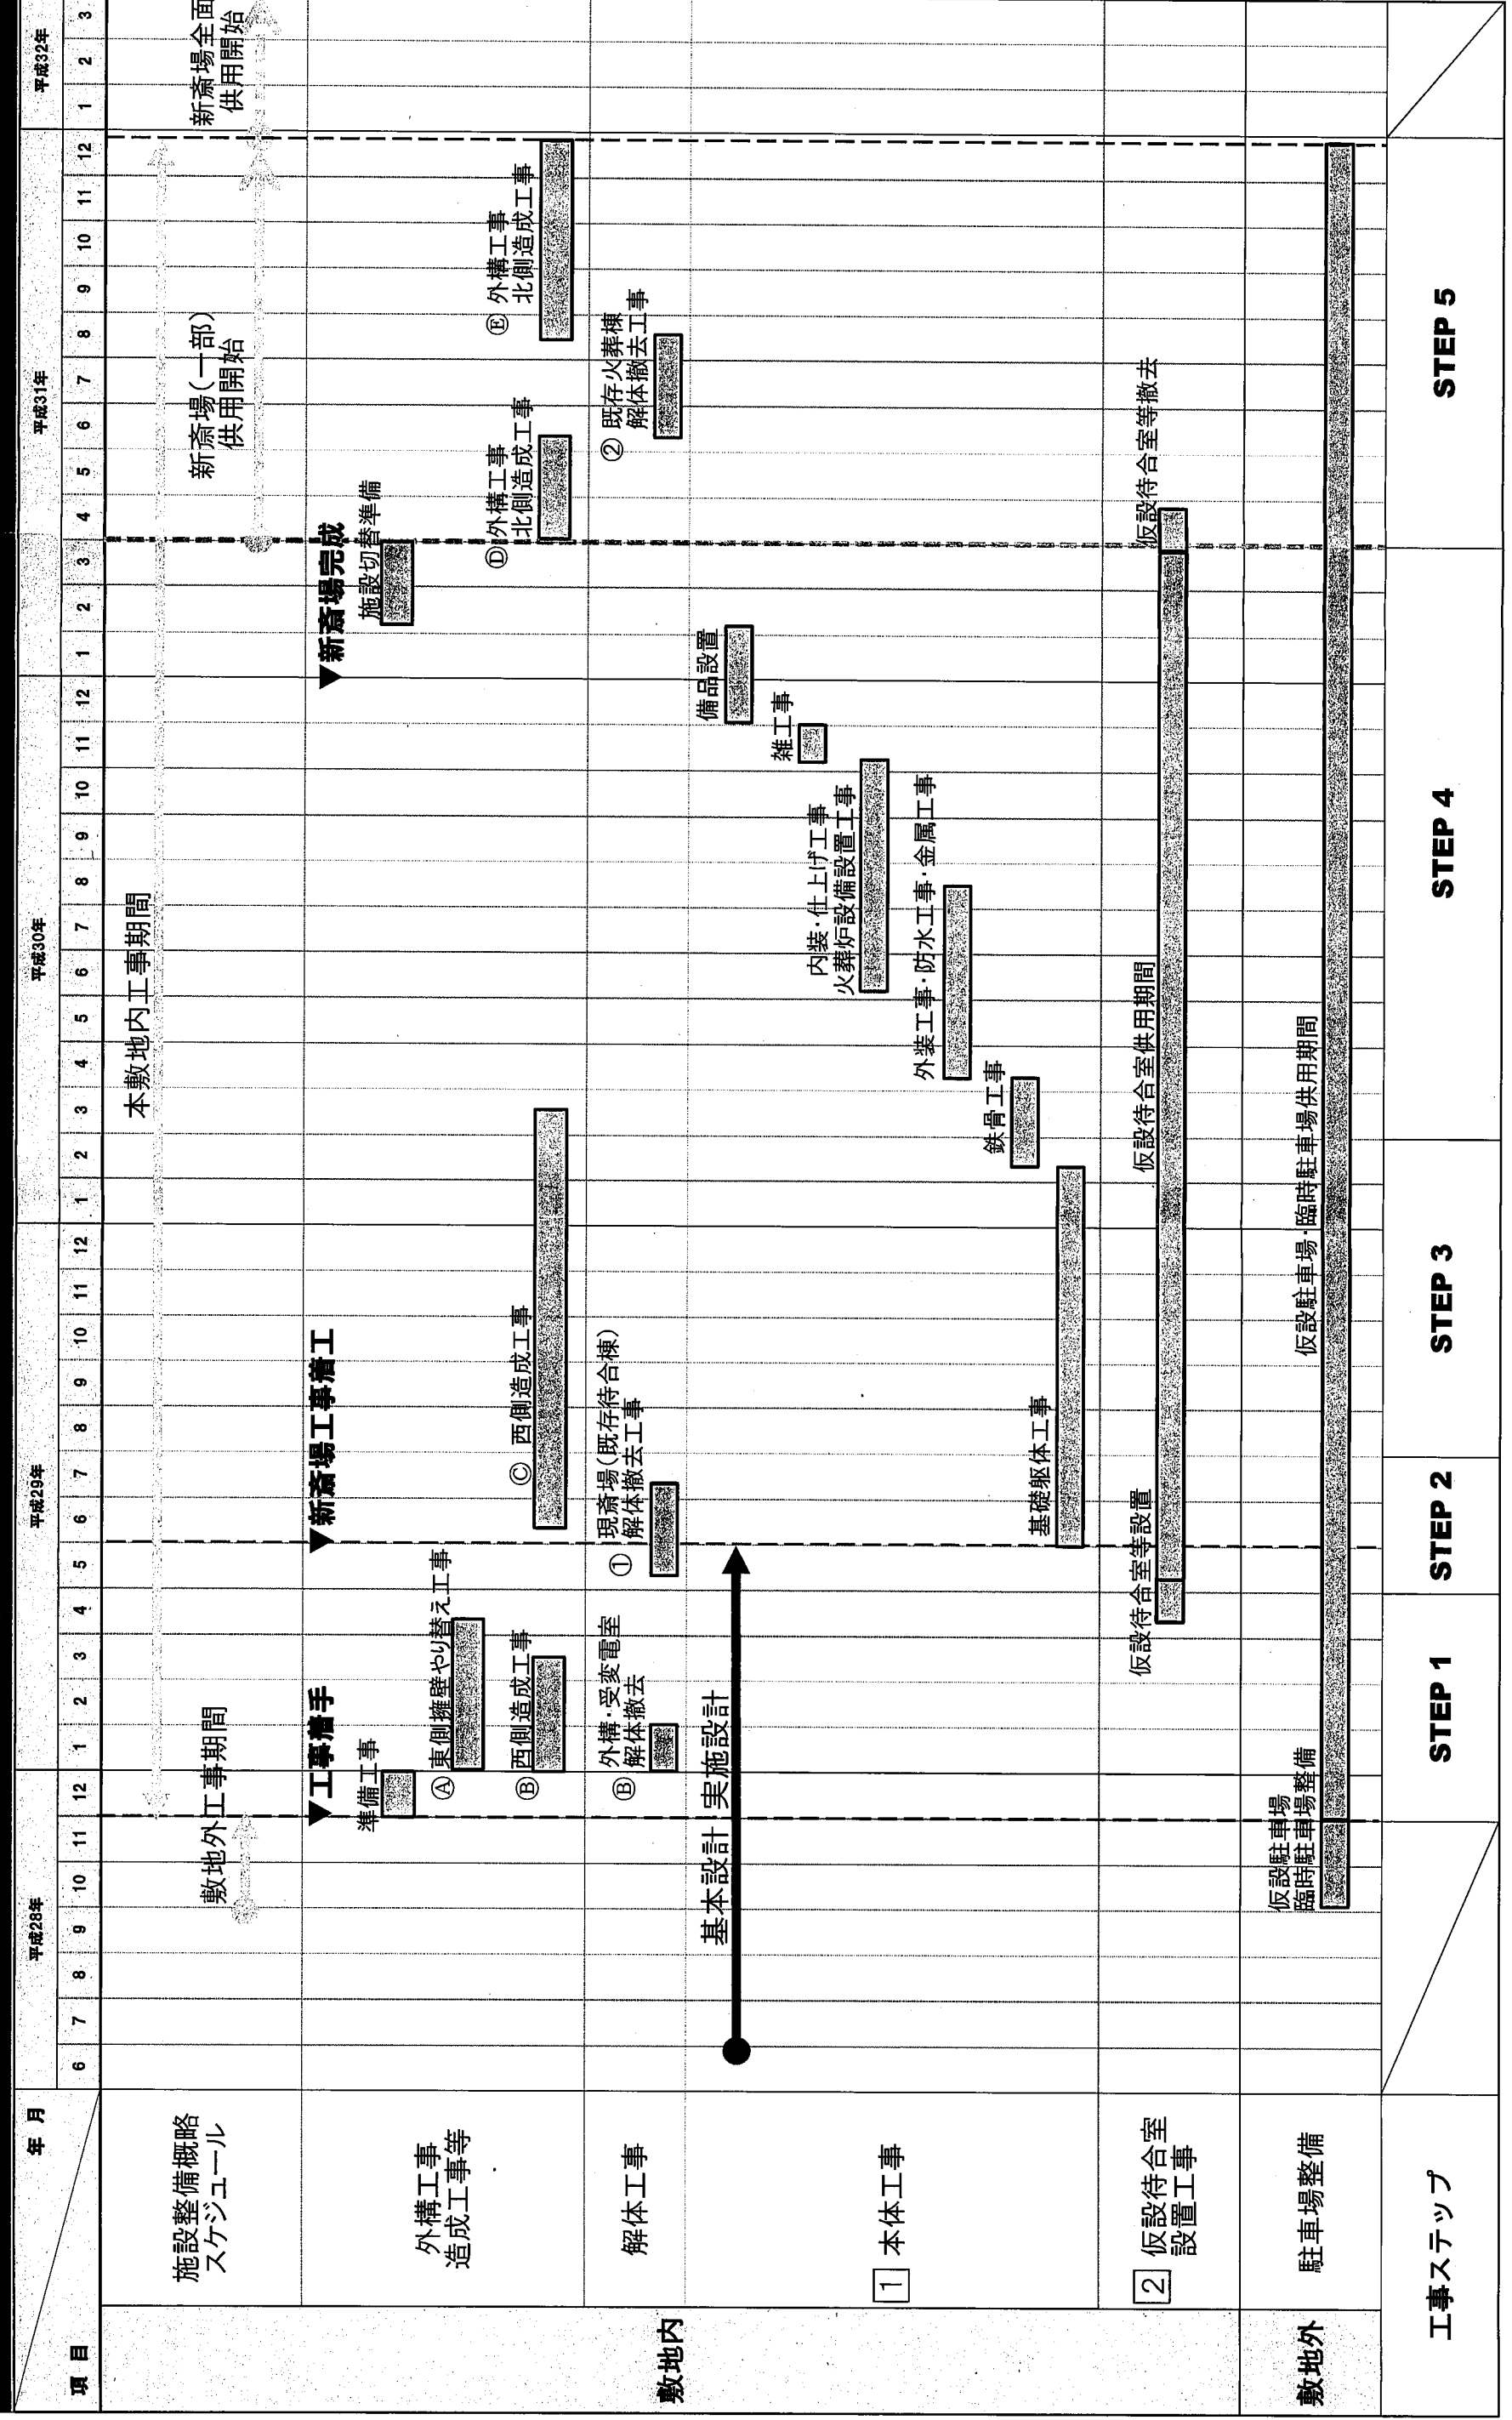 項 目
年 月
平成28年
平成29年
平成30年
平成31年
平成32年
6 7 8 9 10 11 12 1 2 3 4 5 6 7 8 9 10 11 12 1 2 3 4 5 6 7 8 9 10 11 12 1 2 3 4 5 6 7 8 9 10 11 12 1 2 3
敷地内
施設整備概略
スケジュール
本敷地内工事期間
敷地外工事期間
新斎場(一部)
供用開始
新斎場全面
供用開始
外構工事
造成工事等
▼工事着手
▼新斎場工事着工
▼新斎場完成
準備工事
施設切替準備
Ⓐ 東側擁壁やり替え工事
Ⓑ 西側造成工事
Ⓒ 西側造成工事
Ⓓ 外構工事
北側造成工事
Ⓔ 外構工事
北側造成工事
解体工事
Ⓑ 外構・受変電室
解体撤去
① 現斎場(既存待合棟)
解体撤去工事
② 既存火葬棟
解体撤去工事
1 本体工事
基本設計・実施設計
備品設置
雑工事
内装・仕上げ工事
火葬炉設備設置工事
外装工事・防水工事・金属工事
鉄骨工事
基礎躯体工事
2 仮設待合室
設置工事
仮設待合室等設置
仮設待合室供用期間
仮設待合室等撤去
敷地外
駐車場整備
仮設駐車場
臨時駐車場整備
仮設駐車場・臨時駐車場供用期間
工事ステップ
STEP 1
STEP 2
STEP 3
STEP 4
STEP 5